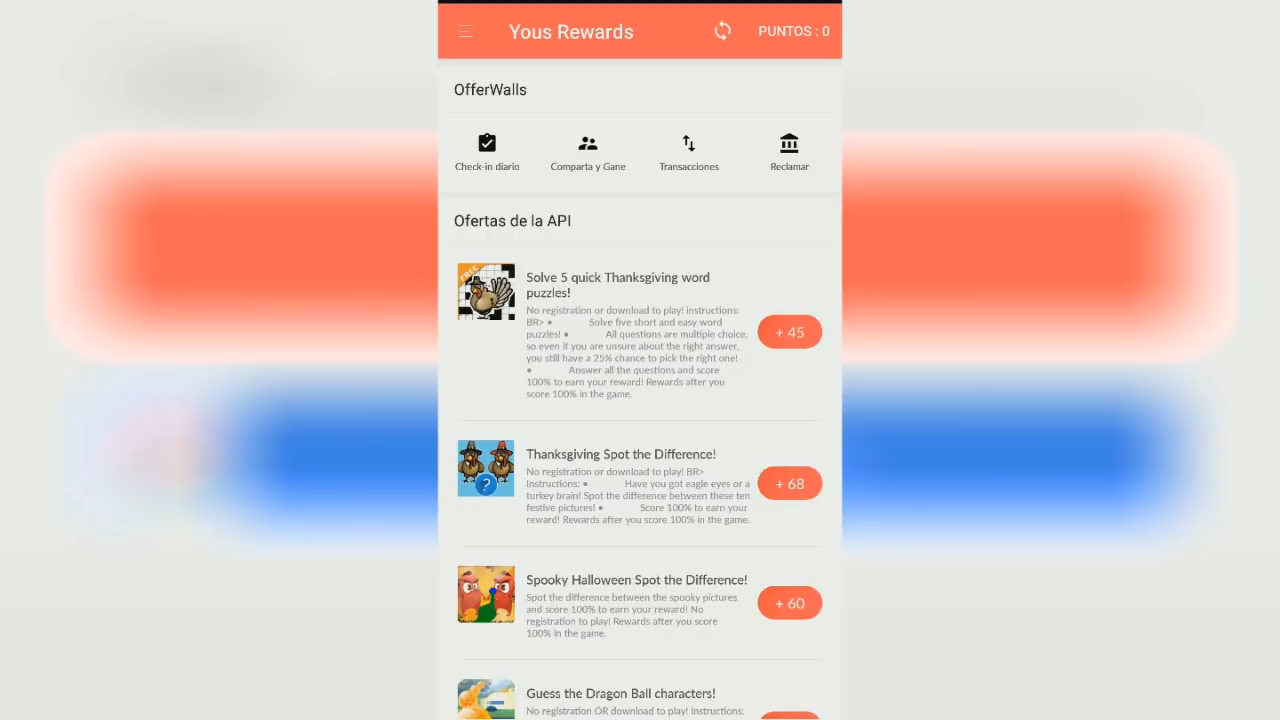 Yous Rewards
PUNTOS : 0
OfferWalls
Check-in diario
Comparta y Gane
Transacciones
Reclamar
Ofertas de la API
FREE
Solve 5 quick Thanksgiving word
puzzles!
No registration or download to play! instructions:
BR> • Solve five short and easy word
puzzles! • All questions are multiple choice,
so even if you are unsure about the right answer,
you still have a 25% chance to pick the right one!
• Answer all the questions and score
100% to earn your reward! Rewards after you
score 100% in the game.
+ 45
Thanksgiving Spot the Difference!
No registration or download to play! BR>
Instructions: • Have you got eagle eyes or a
turkey brain! Spot the difference between these ten
festive pictures! • Score 100% to earn your
reward! Rewards after you score 100% in the game.
+ 68
?
Spooky Halloween Spot the Difference!
Spot the difference between the spooky pictures
and score 100% to earn your reward! No
registration to play! Rewards after you score
100% in the game.
+ 60
Guess the Dragon Ball characters!
No registration OR download to play! Instructions: